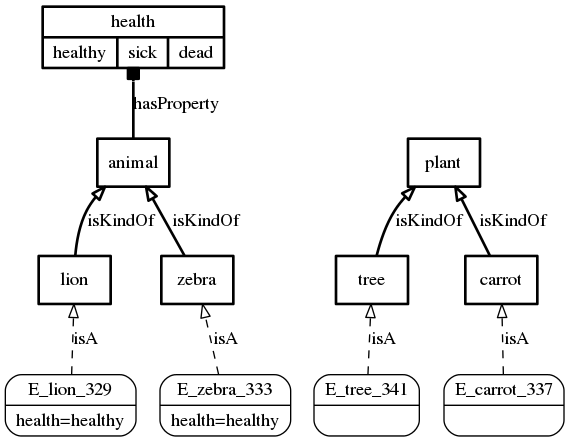 health
healthy sick dead
hasProperty
animal plant
isKindOf isKindOf isKindOf isKindOf
lion zebra tree carrot
isA isA isA isA
E_lion_329 E_zebra_333 E_tree_341 E_carrot_337
health=healthy health=healthy